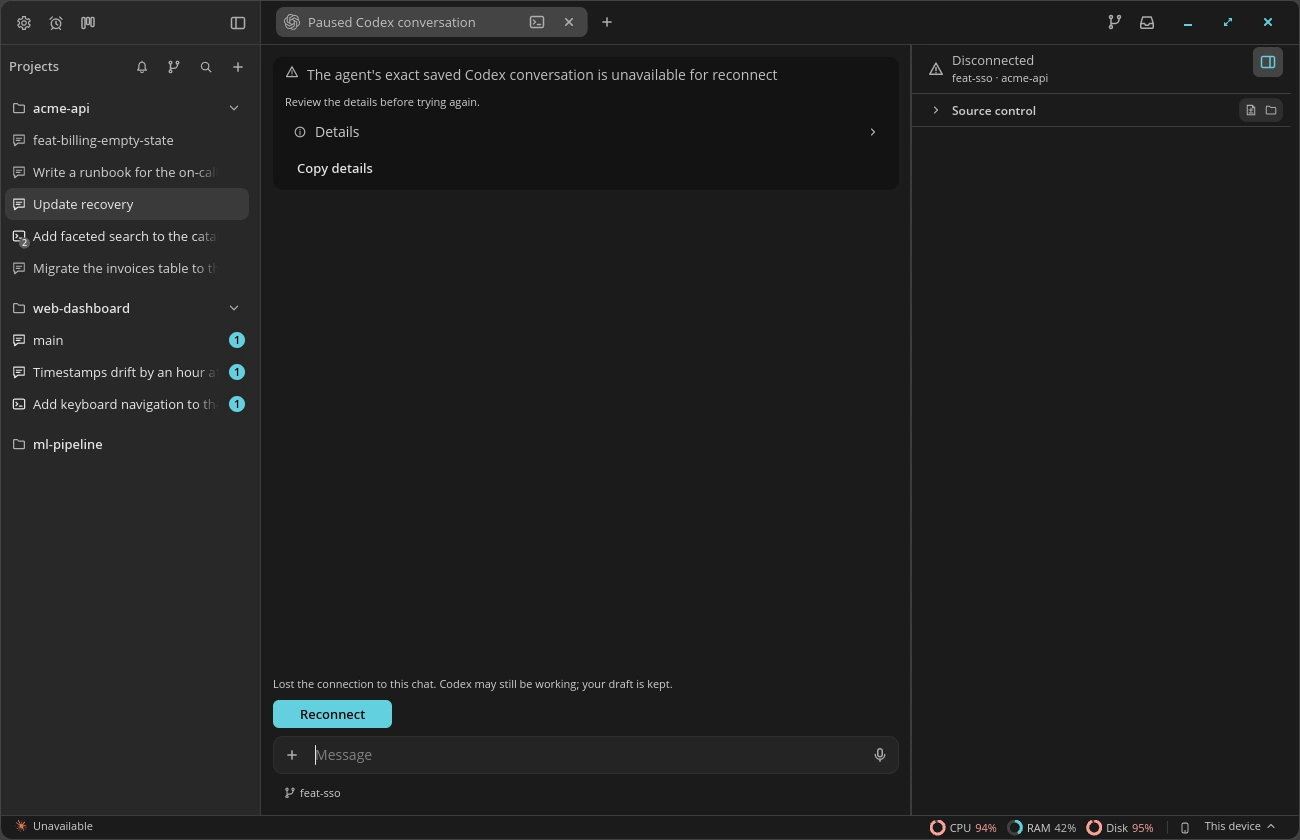 Paused Codex conversation
Projects
acme-api
feat-billing-empty-state
Write a runbook for the on-cal
Update recovery
2
Add faceted search to the cata
Migrate the invoices table to th
web-dashboard
main
1
Timestamps drift by an hour a
1
Add keyboard navigation to th
1
ml-pipeline
The agent's exact saved Codex conversation is unavailable for reconnect
Review the details before trying again.
Details
Copy details
Lost the connection to this chat. Codex may still be working; your draft is kept.
Reconnect
Message
feat-sso
Disconnected
feat-sso · acme-api
Source control
Unavailable
CPU 94%
RAM 42%
Disk 95%
This device